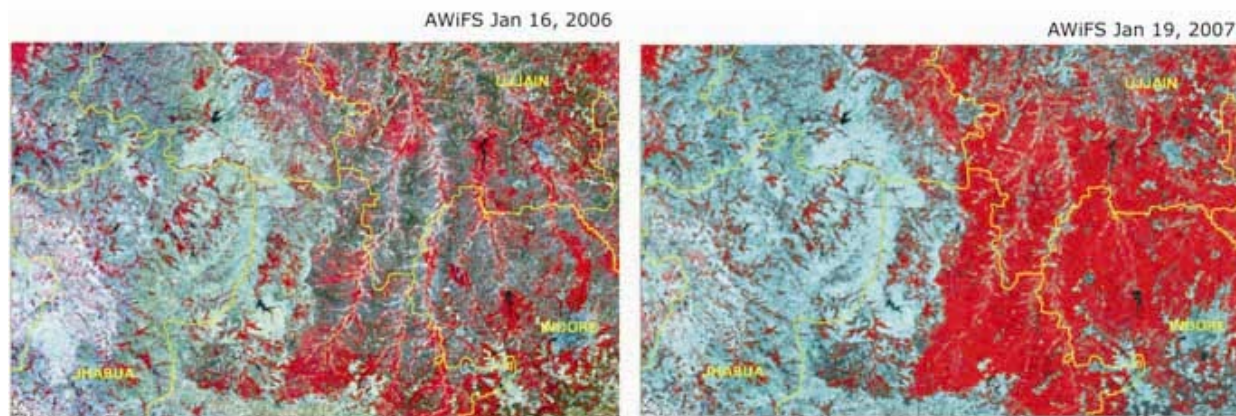 AWiFS Jan 16, 2006
AWiFS Jan 19, 2007
UJJAIN
UJJAIN
INDORE
INDORE
JHABUA
JHABUA